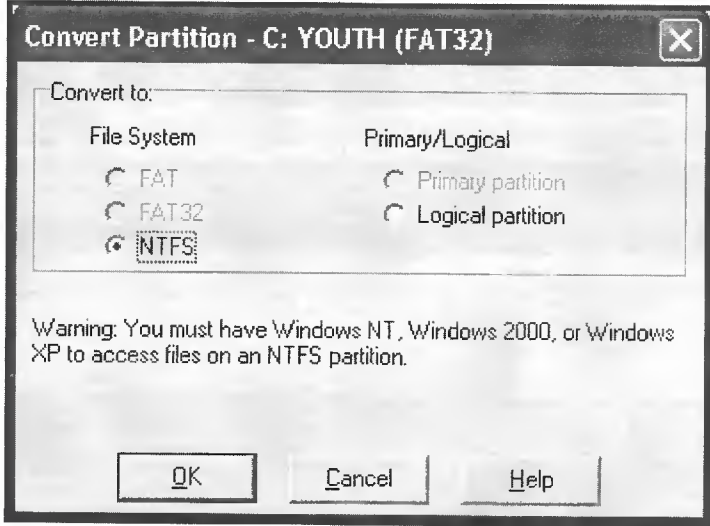 Convert Partition - C: YOUTH (FAT32)
Convert to:
File System
Primary/Logical
FAT
Primary partition
FAT32
Logical partition
NTFS
Warning: You must have Windows NT, Windows 2000, or Windows
XP to access files on an NTFS partition.
OK
Cancel
Help